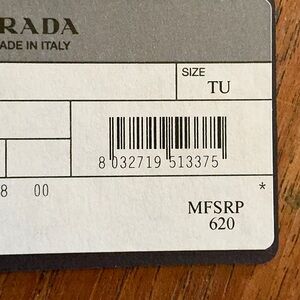 RADA
ADE IN ITALY
SIZE
TU
8 032719 513375
8 00
*
MFSRP
620